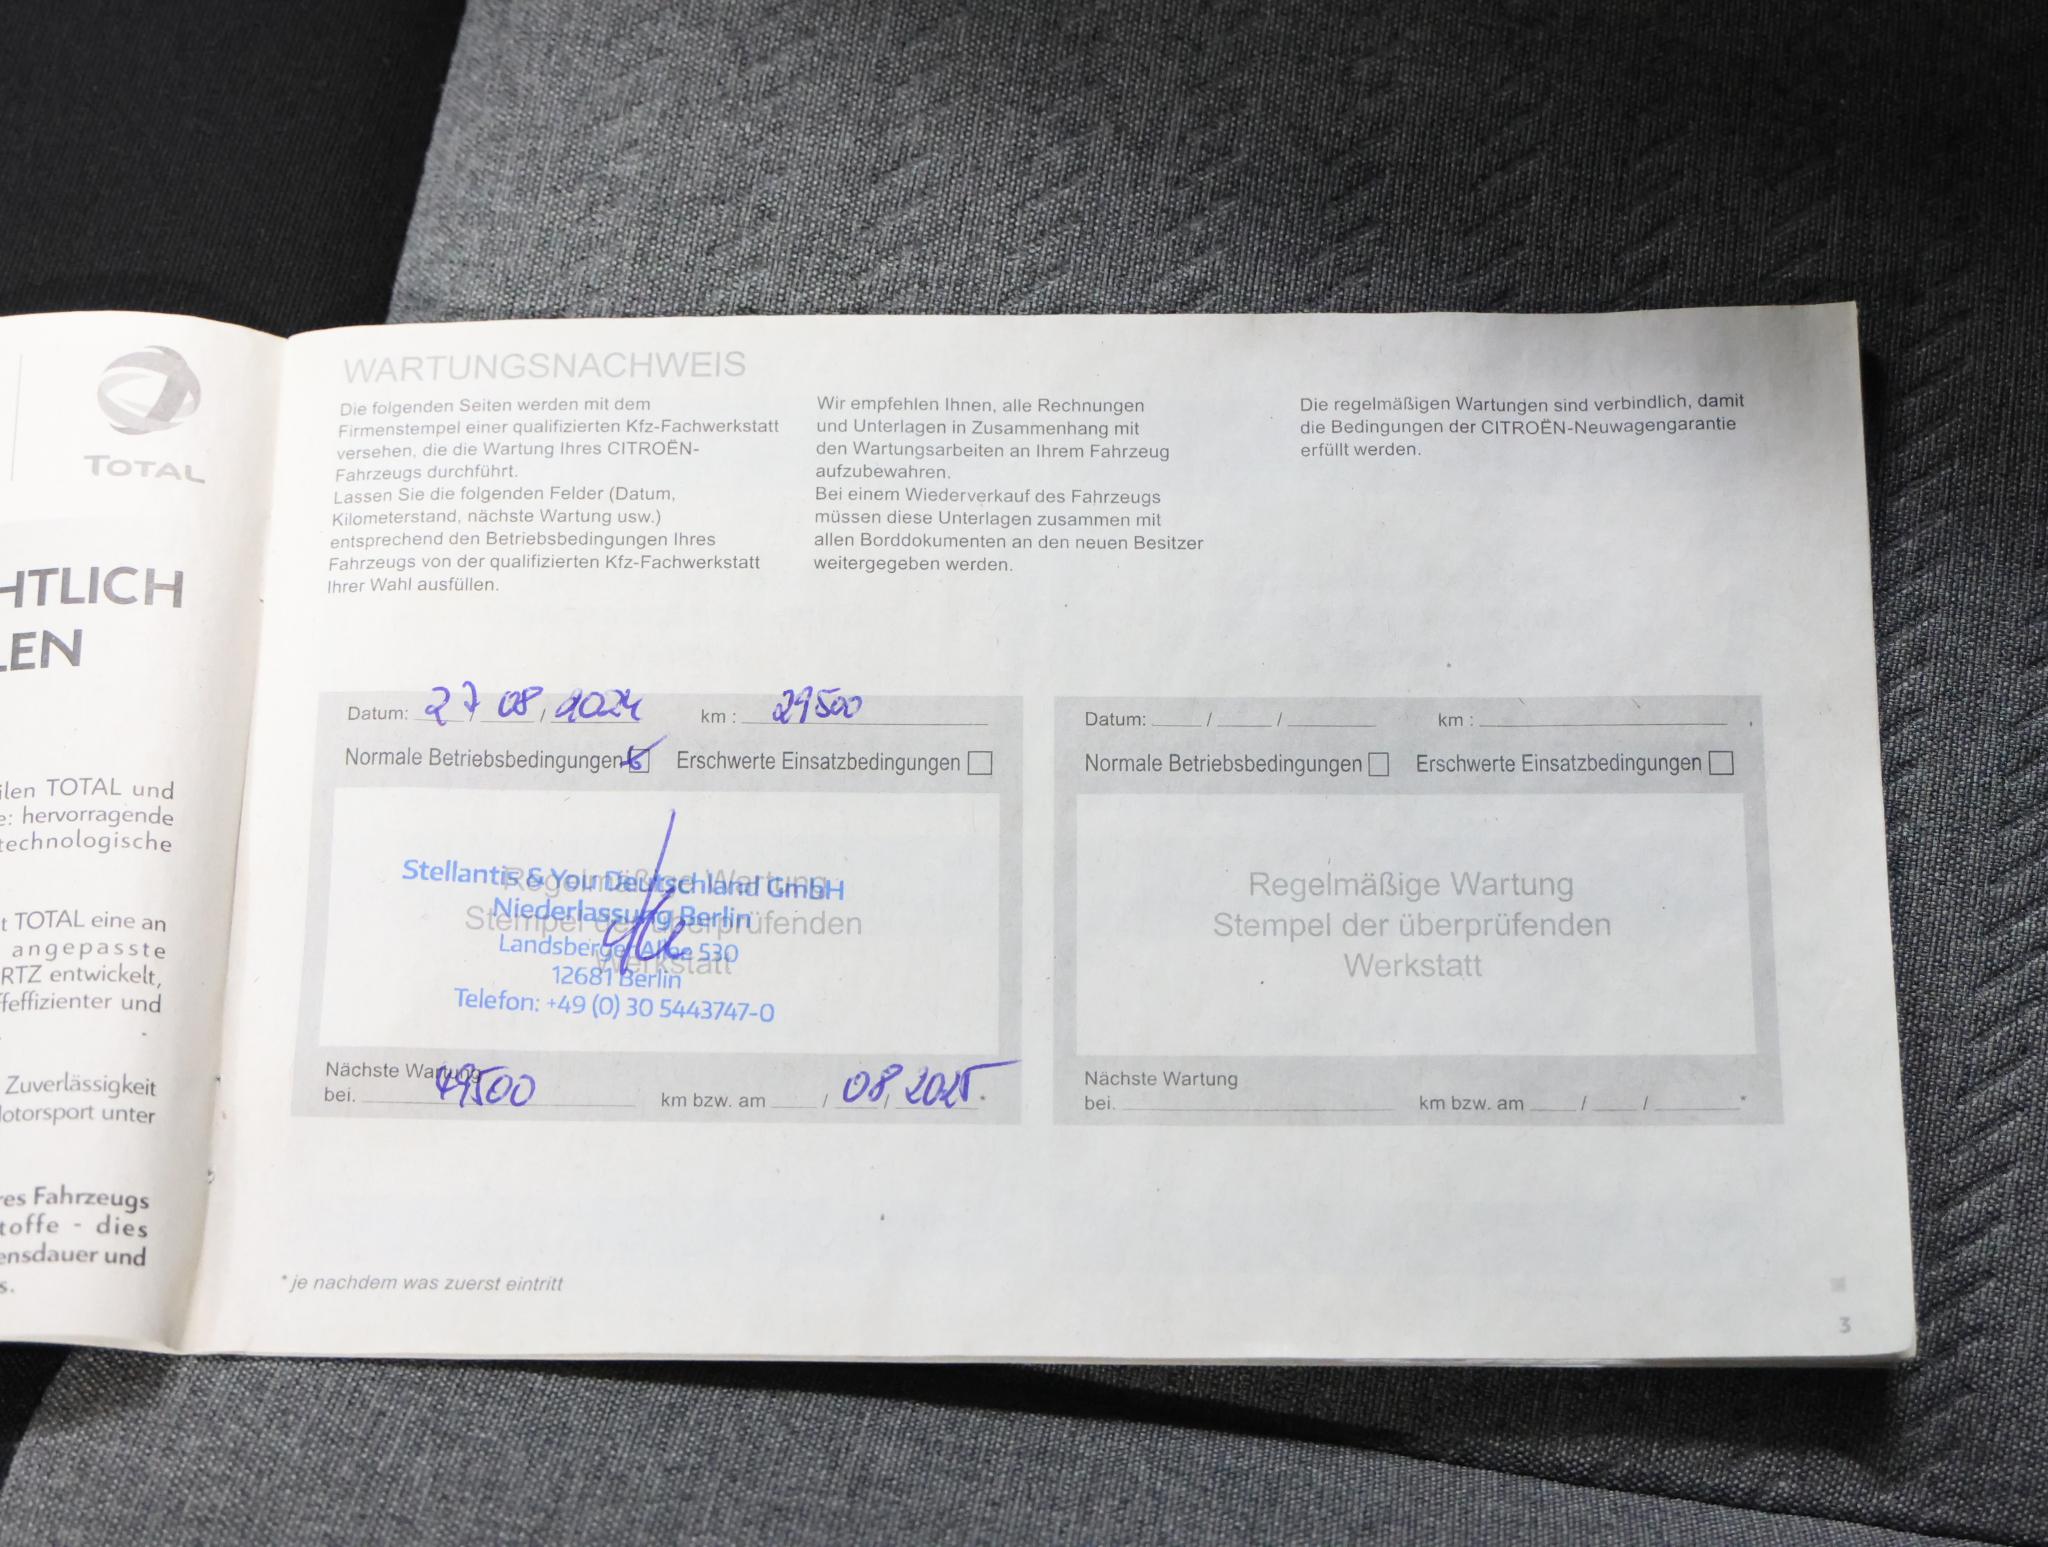 TOTAL
HTLICH
LEN
ilen TOTAL und
e: hervorragende
technologische
t TOTAL eine an
angepasste
RTZ entwickelt,
feffizienter und
Zuverlässigkeit
otorsport unter
res Fahrzeugs
toffe - dies
ensdauer und
s.
WARTUNGSNACHWEIS
Die folgenden Seiten werden mit dem
Firmenstempel einer qualifizierten Kfz-Fachwerkstatt
versehen, die die Wartung Ihres CITROËN-
Fahrzeugs durchführt.
Lassen Sie die folgenden Felder (Datum,
Kilometerstand, nächste Wartung usw.)
entsprechend den Betriebsbedingungen Ihres
Fahrzeugs von der qualifizierten Kfz-Fachwerkstatt
Ihrer Wahl ausfüllen.
Wir empfehlen Ihnen, alle Rechnungen
und Unterlagen in Zusammenhang mit
den Wartungsarbeiten an Ihrem Fahrzeug
aufzubewahren.
Bei einem Wiederverkauf des Fahrzeugs
müssen diese Unterlagen zusammen mit
allen Borddokumenten an den neuen Besitzer
weitergegeben werden.
Die regelmäßigen Wartungen sind verbindlich, damit
die Bedingungen der CITROËN-Neuwagengarantie
erfüllt werden.
Datum: 27 / 08 / 2024 km : 29500
Normale Betriebsbedingungen Erschwerte Einsatzbedingungen
Regelmäßige Wartung
Stempel der überprüfenden
Werkstatt
Stellantis & You Deutschland GmbH
Niederlassung Berlin
Landsberger Allee 530
12681 Berlin
Telefon: +49 (0) 30 5443747-0
Nächste Wartung
bei. 49500 km bzw. am / 08 / 2025 *
Datum: / / km :
Normale Betriebsbedingungen Erschwerte Einsatzbedingungen
Regelmäßige Wartung
Stempel der überprüfenden
Werkstatt
Nächste Wartung
bei. km bzw. am / / *
* je nachdem was zuerst eintritt
3